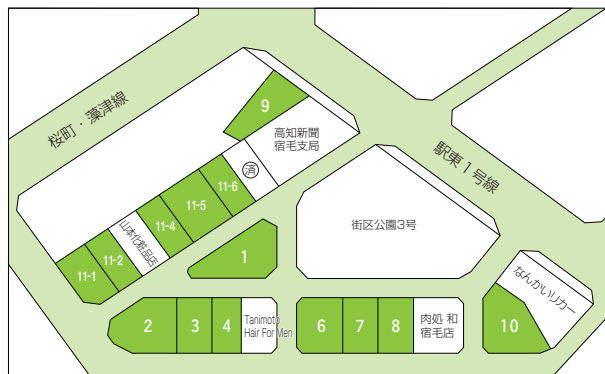 桜町・藻津線
9
高知新聞
宿毛支局
駅東1号線
済
11-6
11-5
11-4
山本化粧品店
11-2
11-1
街区公園3号
1
なんかいリカー
2
3
4
Tanimoto
Hair For Men
6
7
8
肉処 和
宿毛店
10